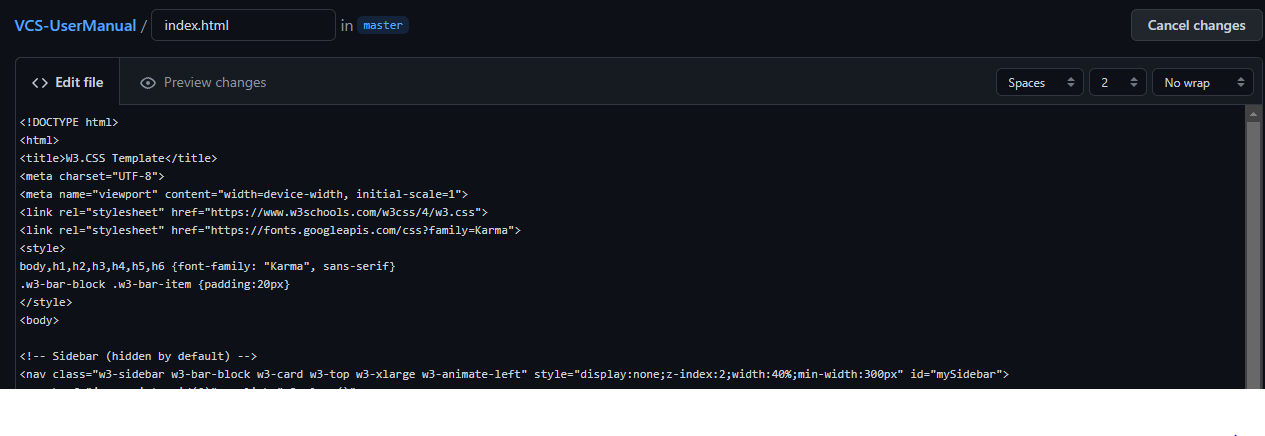 VCS-UserManual / index.html in master Cancel changes
<> Edit file Preview changes Spaces 2 No wrap
<!DOCTYPE html>
<html>
<title>W3.CSS Template</title>
<meta charset="UTF-8">
<meta name="viewport" content="width=device-width, initial-scale=1">
<link rel="stylesheet" href="https://www.w3schools.com/w3css/4/w3.css">
<link rel="stylesheet" href="https://fonts.googleapis.com/css?family=Karma">
<style>
body,h1,h2,h3,h4,h5,h6 {font-family: "Karma", sans-serif}
.w3-bar-block .w3-bar-item {padding:20px}
</style>
<body>

<!-- Sidebar (hidden by default) -->
<nav class="w3-sidebar w3-bar-block w3-card w3-top w3-xlarge w3-animate-left" style="display:none;z-index:2;width:40%;min-width:300px" id="mySidebar">